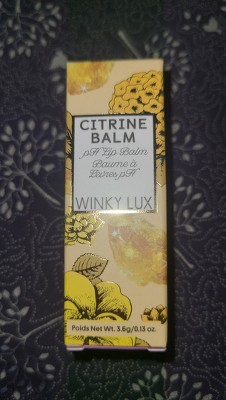 CITRINE
BALM
pH Lip Balm
Baume à
Lèvres pH
WINKY LUX
Poids Net Wt. 3.6g/0.13 oz.